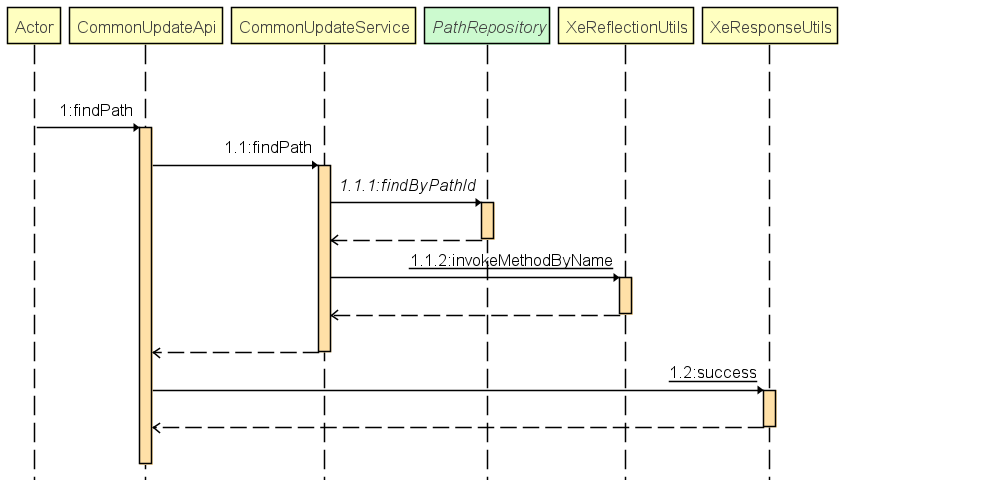 Actor CommonUpdateApi CommonUpdateService PathRepository XeReflectionUtils XeResponseUtils
1:findPath
1.1:findPath
1.1.1:findByPathId
1.1.2:invokeMethodByName
1.2:success